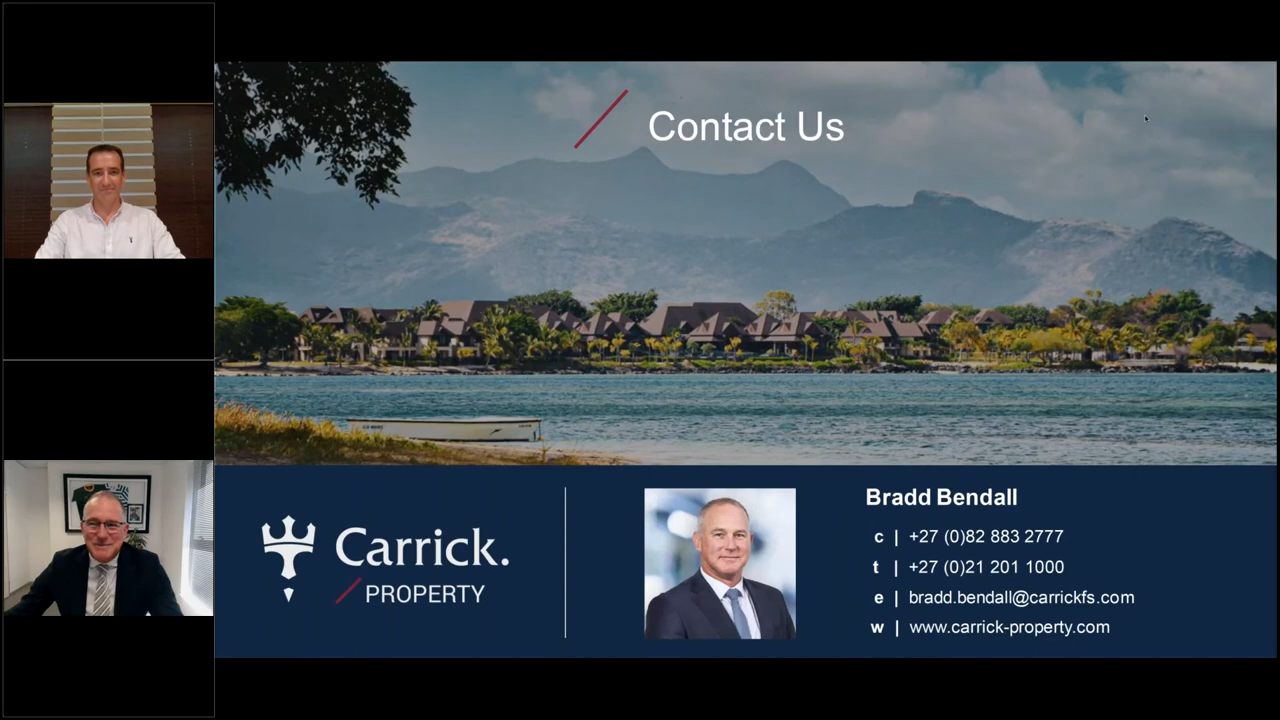 Contact Us
Carrick.
PROPERTY
Bradd Bendall
c | +27 (0)82 883 2777
t | +27 (0)21 201 1000
e | bradd.bendall@carrickfs.com
w | www.carrick-property.com